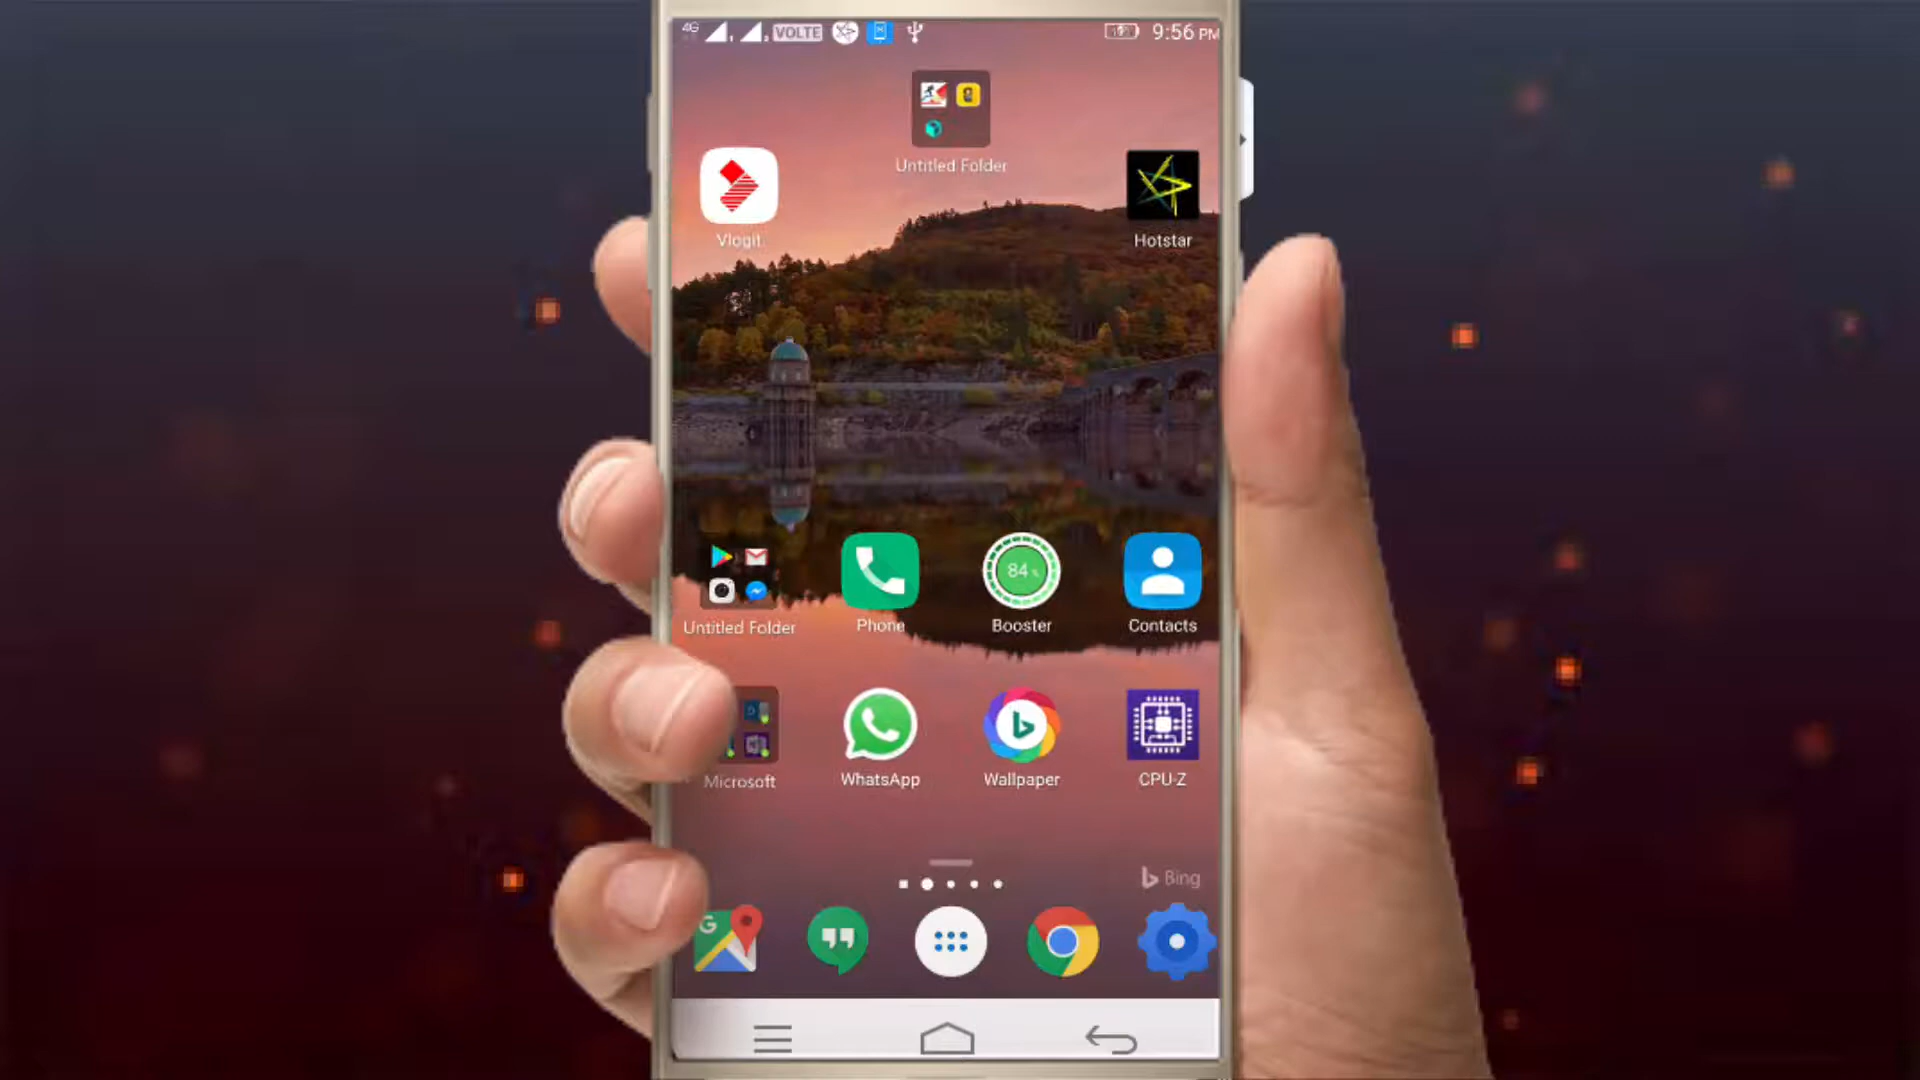 4G VOLTE 9:56 PM
Untitled Folder
Vlogit
Hotstar
84
Untitled Folder
Phone
Booster
Contacts
Microsoft
WhatsApp
Wallpaper
CPU-Z
Bing